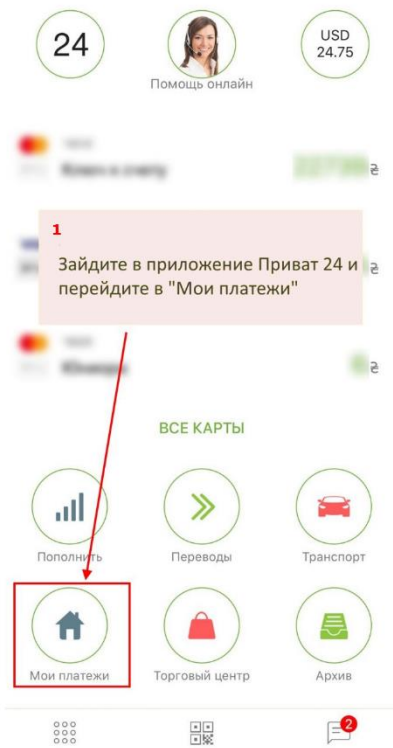 24
USD
24.75
Помощь онлайн
₴
1
Зайдите в приложение Приват 24 и
перейдите в "Мои платежи"
₴
₴
ВСЕ КАРТЫ
Пополнить
Переводы
Транспорт
Мои платежи
Торговый центр
Архив
2